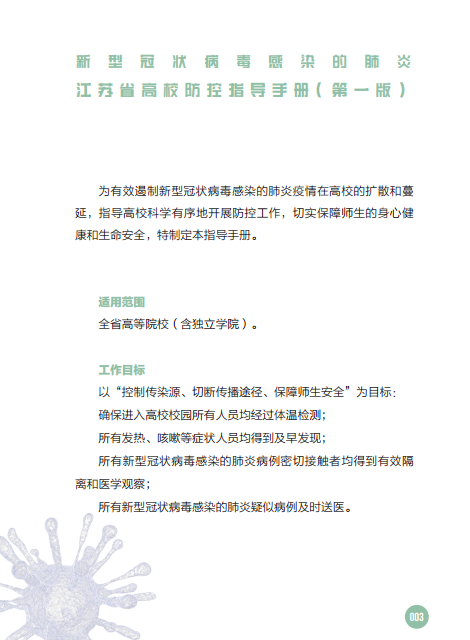 新型冠状病毒感染的肺炎
江苏省高校防控指导手册（第一版）
为有效遏制新型冠状病毒感染的肺炎疫情在高校的扩散和蔓
延，指导高校科学有序地开展防控工作，切实保障师生的身心健
康和生命安全，特制定本指导手册。
适用范围
全省高等院校（含独立学院）。
工作目标
以“控制传染源、切断传播途径、保障师生安全”为目标：
确保进入高校校园所有人员均经过体温检测；
所有发热、咳嗽等症状人员均得到及早发现；
所有新型冠状病毒感染的肺炎病例密切接触者均得到有效隔
离和医学观察；
所有新型冠状病毒感染的肺炎疑似病例及时送医。
003